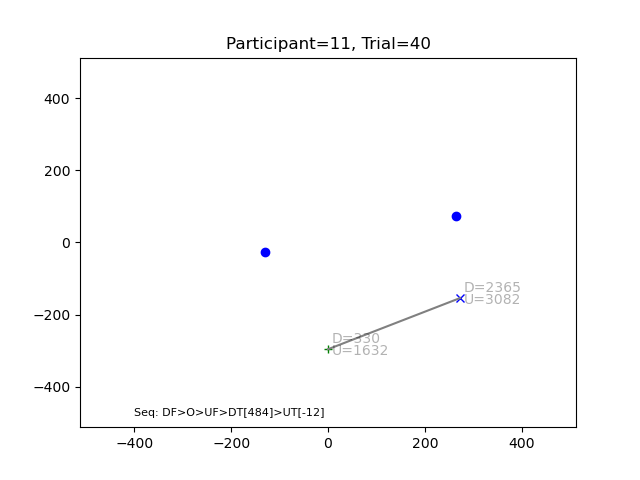 Participant=11, Trial=40
400
200
0
−200
−400
D=2365
U=3082
D=330
U=1632
Seq: DF>O>UF>DT[484]>UT[-12]
−400
−200
0
200
400